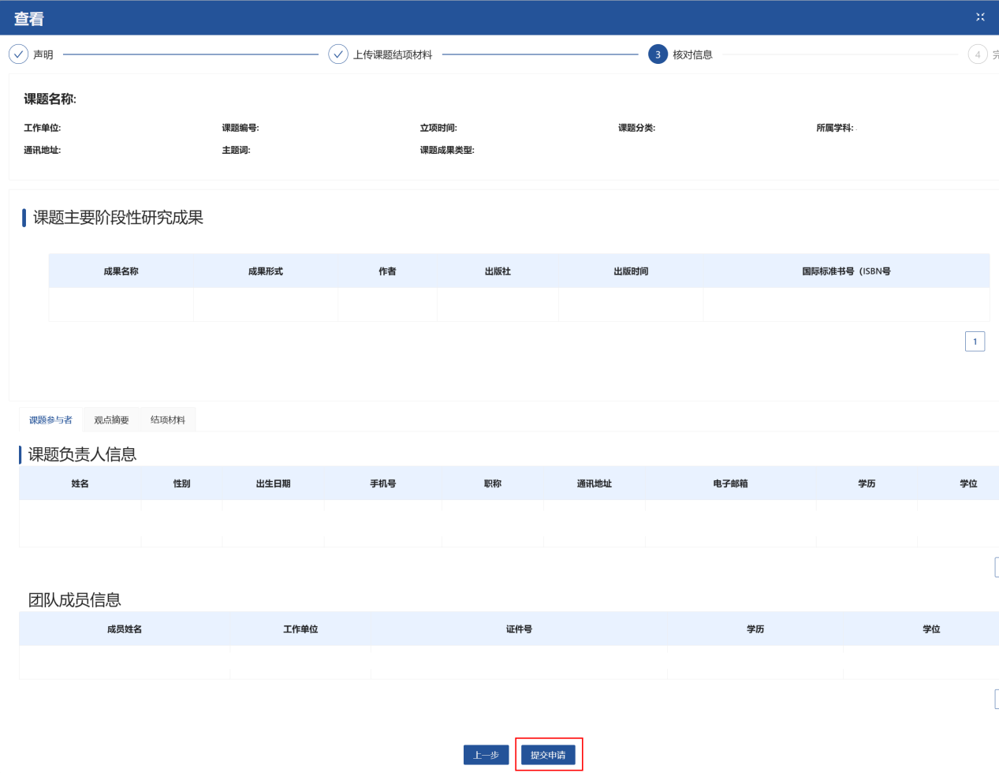 查看
声明 上传课题结项材料 3 核对信息 4
课题名称:
工作单位: 课题编号: 立项时间: 课题分类: 所属学科:
通讯地址: 主题词: 课题成果类型:
课题主要阶段性研究成果
成果名称 成果形式 作者 出版社 出版时间 国际标准书号（ISBN号
1
课题参与者 观点摘要 结项材料
课题负责人信息
姓名 性别 出生日期 手机号 职称 通讯地址 电子邮箱 学历 学位
团队成员信息
成员姓名 工作单位 证件号 学历 学位
上一步 提交申请